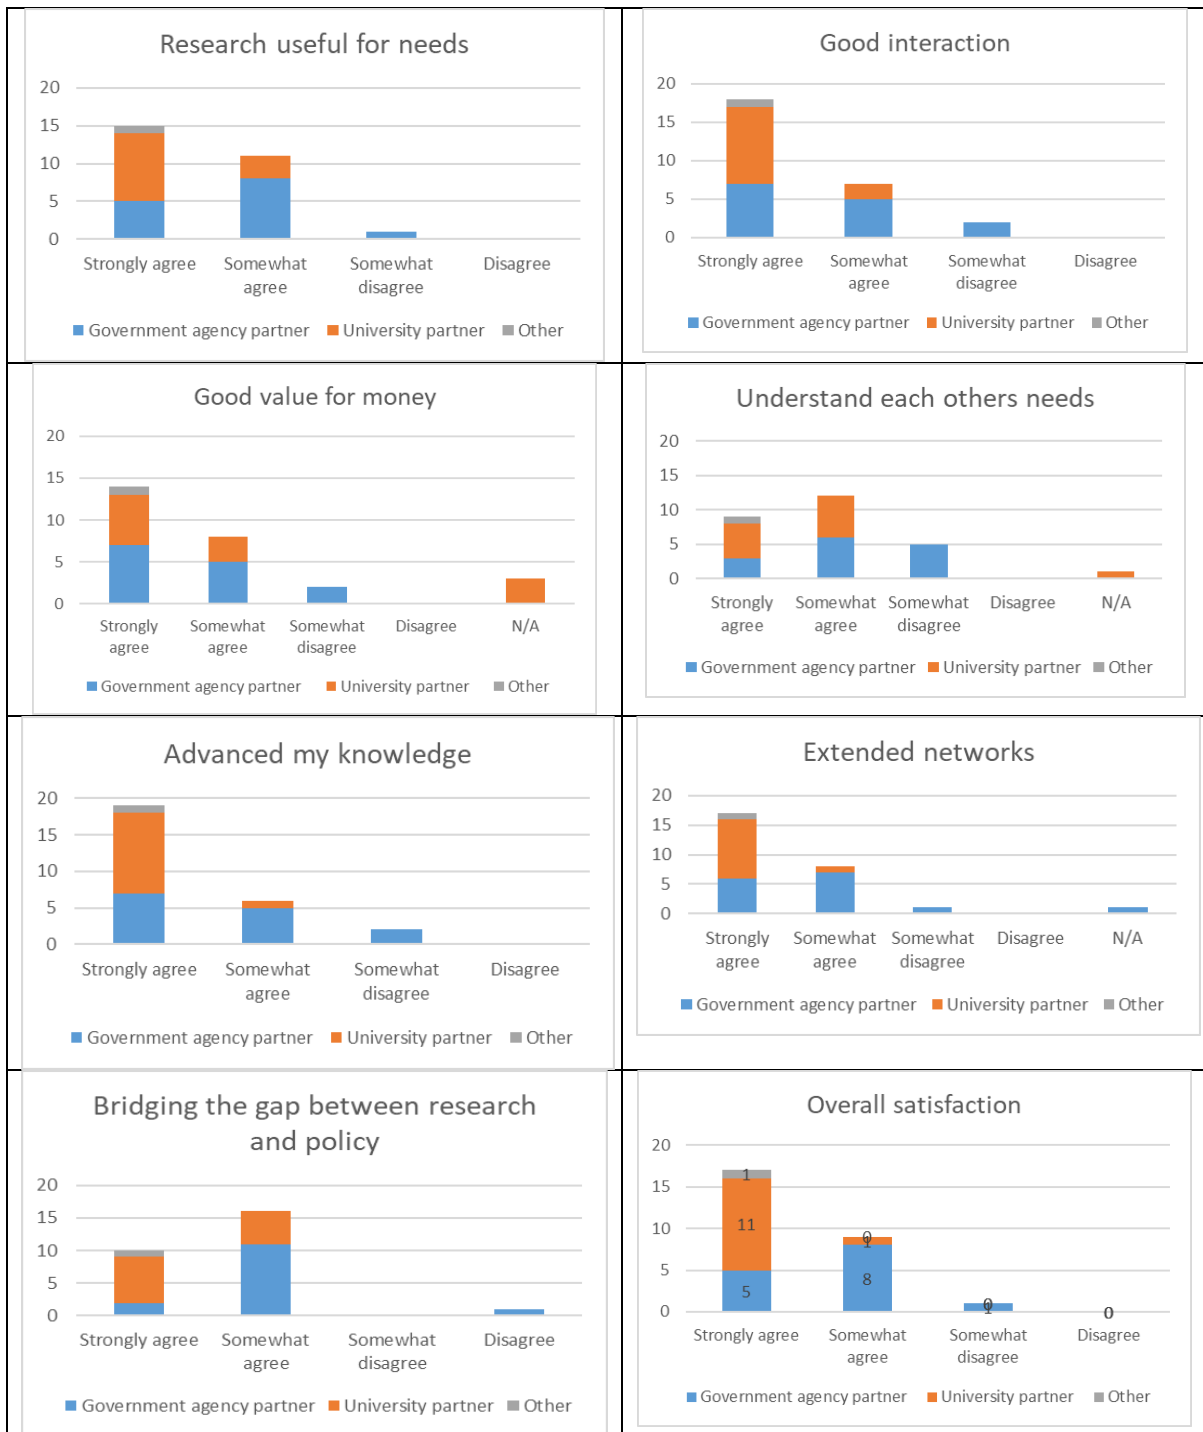 Research useful for needs
20
15
10
5
0
Strongly agree Somewhat agree Somewhat disagree Disagree
Government agency partner University partner Other
Good interaction
20
15
10
5
0
Strongly agree Somewhat agree Somewhat disagree Disagree
Government agency partner University partner Other
Good value for money
20
15
10
5
0
Strongly agree Somewhat agree Somewhat disagree Disagree N/A
Government agency partner University partner Other
Understand each others needs
20
15
10
5
0
Strongly agree Somewhat agree Somewhat disagree Disagree N/A
Government agency partner University partner Other
Advanced my knowledge
20
15
10
5
0
Strongly agree Somewhat agree Somewhat disagree Disagree
Government agency partner University partner Other
Extended networks
20
15
10
5
0
Strongly agree Somewhat agree Somewhat disagree Disagree N/A
Government agency partner University partner Other
Bridging the gap between research
and policy
20
15
10
5
0
Strongly agree Somewhat agree Somewhat disagree Disagree
Government agency partner University partner Other
Overall satisfaction
20
15
10
5
0
1
11
5
0
1
8
0
1
0
Strongly agree Somewhat agree Somewhat disagree Disagree
Government agency partner University partner Other